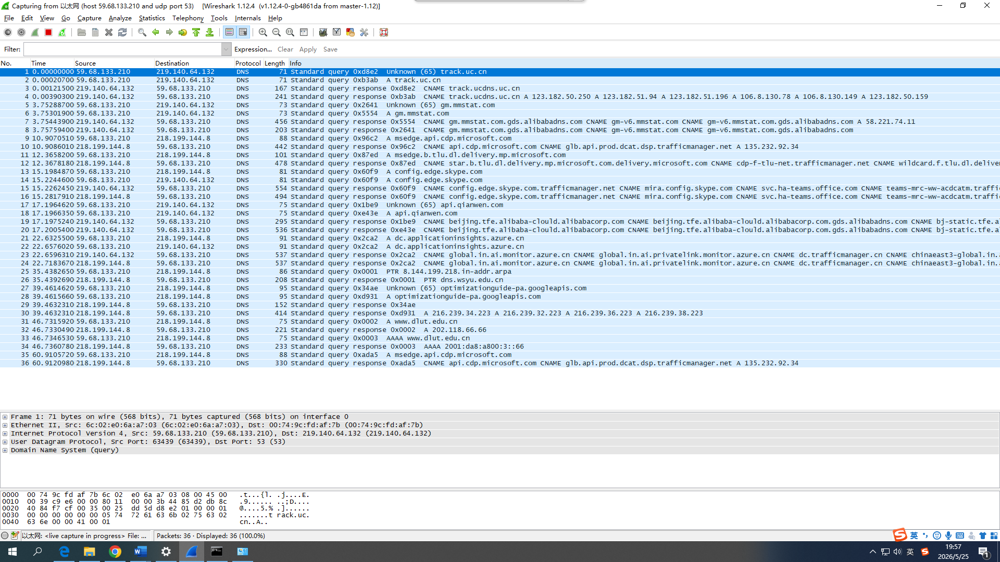 Capturing from 以太网 (host 59.68.133.210 and udp port 53)    [Wireshark 1.12.4  (v1.12.4-0-gb4861da from master-1.12)]
File Edit View Go Capture Analyze Statistics Telephony Tools Internals Help
Filter: Expression... Clear Apply Save
No. Time Source Destination Protocol Length Info
1 0.00000000 59.68.133.210 219.140.64.132 DNS 71 Standard query 0xd8e2  Unknown (65) track.uc.cn
2 0.00020700 59.68.133.210 219.140.64.132 DNS 71 Standard query 0xb3ab  A track.uc.cn
3 0.00121500 219.140.64.132 59.68.133.210 DNS 167 Standard query response 0xd8e2  CNAME track.ucdns.uc.cn
4 0.00390300 219.140.64.132 59.68.133.210 DNS 241 Standard query response 0xb3ab  CNAME track.ucdns.uc.cn A 123.182.50.250 A 123.182.51.94 A 123.182.51.196 A 106.8.130.78 A 106.8.130.149 A 123.182.50.159
5 3.75288700 59.68.133.210 219.140.64.132 DNS 73 Standard query 0x2641  Unknown (65) gm.mmstat.com
6 3.75301900 59.68.133.210 219.140.64.132 DNS 73 Standard query 0x5554  A gm.mmstat.com
7 3.75443900 219.140.64.132 59.68.133.210 DNS 456 Standard query response 0x5554  CNAME gm.mmstat.com.gds.alibabadns.com CNAME gm-v6.mmstat.com CNAME gm-v6.mmstat.com.gds.alibabadns.com A 58.221.74.11
8 3.75759400 219.140.64.132 59.68.133.210 DNS 203 Standard query response 0x2641  CNAME gm.mmstat.com.gds.alibabadns.com CNAME gm-v6.mmstat.com CNAME gm-v6.mmstat.com.gds.alibabadns.com
9 10.9070510 59.68.133.210 218.199.144.8 DNS 88 Standard query 0x96c2  A msedge.api.cdp.microsoft.com
10 10.9086010 218.199.144.8 59.68.133.210 DNS 442 Standard query response 0x96c2  CNAME api.cdp.microsoft.com CNAME glb.api.prod.dcat.dsp.trafficmanager.net A 135.232.92.34
11 12.3658200 59.68.133.210 218.199.144.8 DNS 101 Standard query 0x87ed  A msedge.b.tlu.dl.delivery.mp.microsoft.com
12 12.3678180 218.199.144.8 59.68.133.210 DNS 478 Standard query response 0x87ed  CNAME star.b.tlu.dl.delivery.mp.microsoft.com.delivery.microsoft.com CNAME cdp-f-tlu-net.trafficmanager.net CNAME wildcard.f.tlu.dl.delive
13 15.1984870 59.68.133.210 218.199.144.8 DNS 81 Standard query 0x60f9  A config.edge.skype.com
14 15.2244600 59.68.133.210 219.140.64.132 DNS 81 Standard query 0x60f9  A config.edge.skype.com
15 15.2262450 219.140.64.132 59.68.133.210 DNS 554 Standard query response 0x60f9  CNAME config.edge.skype.com.trafficmanager.net CNAME mira.config.skype.com CNAME svc.ha-teams.office.com CNAME teams-mrc-ww-acdcatm.traffi
16 15.2817910 218.199.144.8 59.68.133.210 DNS 494 Standard query response 0x60f9  CNAME config.edge.skype.com.trafficmanager.net CNAME mira.config.skype.com CNAME svc.ha-teams.office.com CNAME teams-mrc-ww-acdcatm.traffi
17 17.1964620 59.68.133.210 219.140.64.132 DNS 75 Standard query 0x1be9  Unknown (65) api.qianwen.com
18 17.1966350 59.68.133.210 219.140.64.132 DNS 75 Standard query 0xe43e  A api.qianwen.com
19 17.1975240 219.140.64.132 59.68.133.210 DNS 295 Standard query response 0x1be9  CNAME beijing.tfe.alibaba-clould.alibabacorp.com CNAME beijing.tfe.alibaba-clould.alibabacorp.com.gds.alibabadns.com CNAME bj-static.tfe.al
20 17.2005400 219.140.64.132 59.68.133.210 DNS 536 Standard query response 0xe43e  CNAME beijing.tfe.alibaba-clould.alibabacorp.com CNAME beijing.tfe.alibaba-clould.alibabacorp.com.gds.alibabadns.com CNAME bj-static.tfe.al
21 22.6325500 59.68.133.210 218.199.144.8 DNS 91 Standard query 0x2ca2  A dc.applicationinsights.azure.cn
22 22.6576020 59.68.133.210 219.140.64.132 DNS 91 Standard query 0x2ca2  A dc.applicationinsights.azure.cn
23 22.6596310 219.140.64.132 59.68.133.210 DNS 537 Standard query response 0x2ca2  CNAME global.in.ai.monitor.azure.cn CNAME global.in.ai.privatelink.monitor.azure.cn CNAME dc.trafficmanager.cn CNAME chinaeast3-global.in.a
24 22.7183670 218.199.144.8 59.68.133.210 DNS 537 Standard query response 0x2ca2  CNAME global.in.ai.monitor.azure.cn CNAME global.in.ai.privatelink.monitor.azure.cn CNAME dc.trafficmanager.cn CNAME chinaeast3-global.in.a
25 35.4382650 59.68.133.210 218.199.144.8 DNS 86 Standard query 0x0001  PTR 8.144.199.218.in-addr.arpa
26 35.4392690 218.199.144.8 59.68.133.210 DNS 208 Standard query response 0x0001  PTR dns.wsyu.edu.cn
27 39.4614620 59.68.133.210 218.199.144.8 DNS 95 Standard query 0x34ae  Unknown (65) optimizationguide-pa.googleapis.com
28 39.4615660 59.68.133.210 218.199.144.8 DNS 95 Standard query 0xd931  A optimizationguide-pa.googleapis.com
29 39.4632310 218.199.144.8 59.68.133.210 DNS 152 Standard query response 0x34ae
30 39.4632310 218.199.144.8 59.68.133.210 DNS 414 Standard query response 0xd931  A 216.239.34.223 A 216.239.32.223 A 216.239.36.223 A 216.239.38.223
31 46.7315920 59.68.133.210 218.199.144.8 DNS 75 Standard query 0x0002  A www.dlut.edu.cn
32 46.7330490 218.199.144.8 59.68.133.210 DNS 221 Standard query response 0x0002  A 202.118.66.66
33 46.7346530 59.68.133.210 218.199.144.8 DNS 75 Standard query 0x0003  AAAA www.dlut.edu.cn
34 46.7360780 218.199.144.8 59.68.133.210 DNS 233 Standard query response 0x0003  AAAA 2001:da8:a800:3::66
35 60.9105720 59.68.133.210 218.199.144.8 DNS 88 Standard query 0xada5  A msedge.api.cdp.microsoft.com
36 60.9120980 218.199.144.8 59.68.133.210 DNS 330 Standard query response 0xada5  CNAME api.cdp.microsoft.com CNAME glb.api.prod.dcat.dsp.trafficmanager.net A 135.232.92.34
Frame 1: 71 bytes on wire (568 bits), 71 bytes captured (568 bits) on interface 0
Ethernet II, Src: 6c:02:e0:6a:a7:03 (6c:02:e0:6a:a7:03), Dst: 00:74:9c:fd:af:7b (00:74:9c:fd:af:7b)
Internet Protocol Version 4, Src: 59.68.133.210 (59.68.133.210), Dst: 219.140.64.132 (219.140.64.132)
User Datagram Protocol, Src Port: 63439 (63439), Dst Port: 53 (53)
Domain Name System (query)
0000  00 74 9c fd af 7b 6c 02  e0 6a a7 03 08 00 45 00   .t...{l. .j....E.
0010  00 39 c9 e6 00 00 80 11  00 00 3b 44 85 d2 db 8c   .9...... ..;D....
0020  40 84 f7 cf 00 35 00 25  dd 5d d8 e2 01 00 00 01   @....5.% .]......
0030  00 00 00 00 00 00 05 74  72 61 63 6b 02 75 63 02   .......t rack.uc.
0040  63 6e 00 00 41 00 01   cn..A..
以太网: <live capture in progress> File: ... Packets: 36 · Displayed: 36 (100.0%)
英
英
19:57
2026/5/25
1